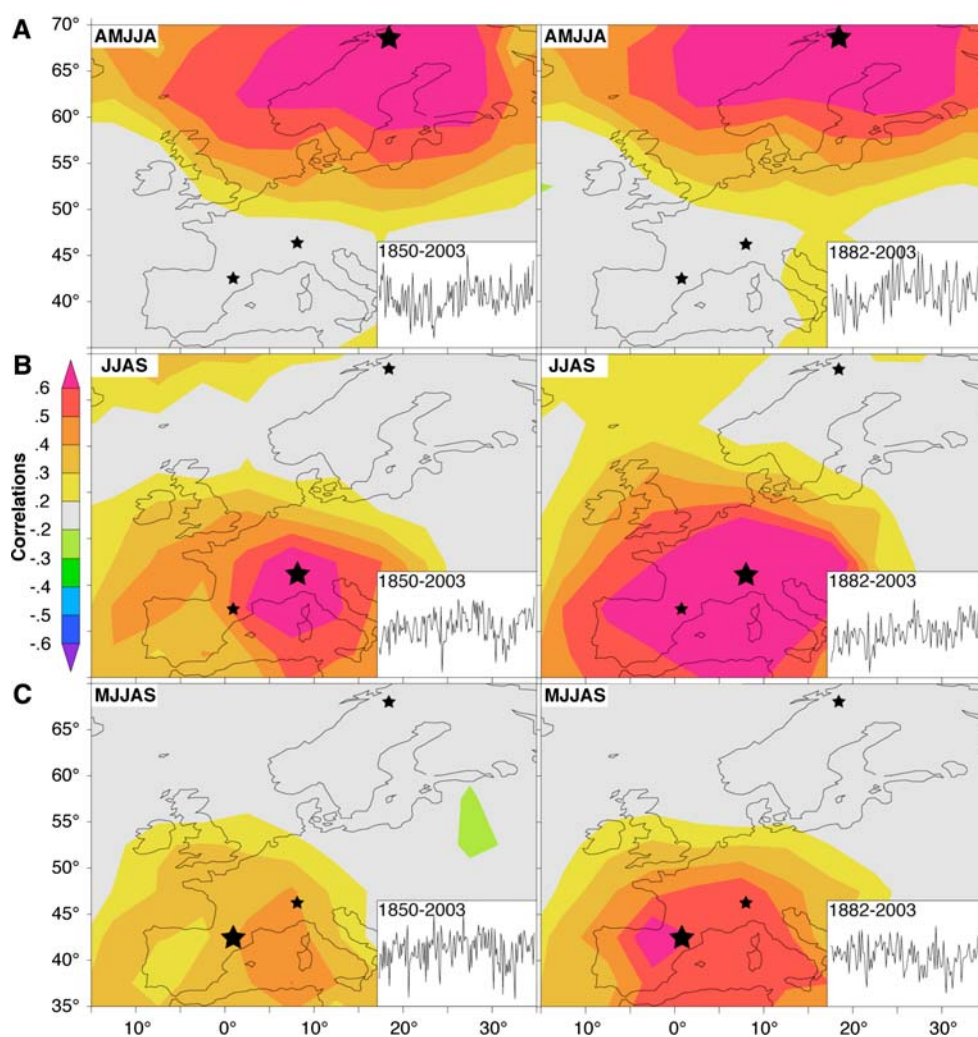 A
AMJJA
AMJJA
70°
65°
60°
55°
50°
45°
40°
1850-2003
1882-2003
B
JJAS
JJAS
.6
.5
.4
.3
.2
-.2
-.3
-.4
-.5
-.6
Correlations
1850-2003
1882-2003
C
MJJAS
MJJAS
65°
60°
55°
50°
45°
40°
35°
1850-2003
1882-2003
10° 0° 10° 20° 30° 10° 0° 10° 20° 30°